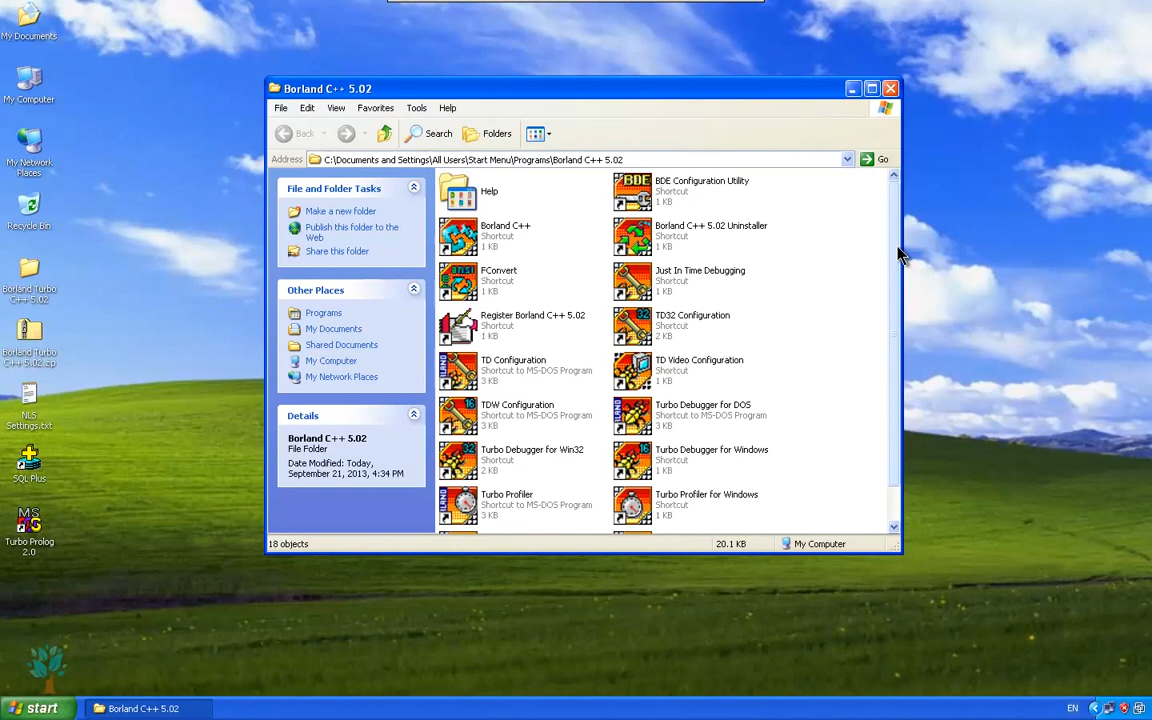 My Documents
My Computer
My Network
Places
Recycle Bin
Borland Turbo
C++ 5.02
Borland Turbo
C++ 5.02.zip
NLS
Settings.txt
SQL Plus
Turbo Prolog
2.0
Borland C++ 5.02
File Edit View Favorites Tools Help
Back Search Folders
Address C:\Documents and Settings\All Users\Start Menu\Programs\Borland C++ 5.02 Go
File and Folder Tasks
Make a new folder
Publish this folder to the
Web
Share this folder
Other Places
Programs
My Documents
Shared Documents
My Computer
My Network Places
Details
Borland C++ 5.02
File Folder
Date Modified: Today,
September 21, 2013, 4:34 PM
Help
BDE Configuration Utility
Shortcut
1 KB
Borland C++
Shortcut
1 KB
Borland C++ 5.02 Uninstaller
Shortcut
1 KB
FConvert
Shortcut
1 KB
Just In Time Debugging
Shortcut
1 KB
Register Borland C++ 5.02
Shortcut
1 KB
TD32 Configuration
Shortcut
2 KB
TD Configuration
Shortcut to MS-DOS Program
3 KB
TD Video Configuration
Shortcut
1 KB
TDW Configuration
Shortcut to MS-DOS Program
3 KB
Turbo Debugger for DOS
Shortcut to MS-DOS Program
3 KB
Turbo Debugger for Win32
Shortcut
2 KB
Turbo Debugger for Windows
Shortcut
1 KB
Turbo Profiler
Shortcut to MS-DOS Program
3 KB
Turbo Profiler for Windows
Shortcut
1 KB
18 objects 20.1 KB My Computer
start Borland C++ 5.02 EN